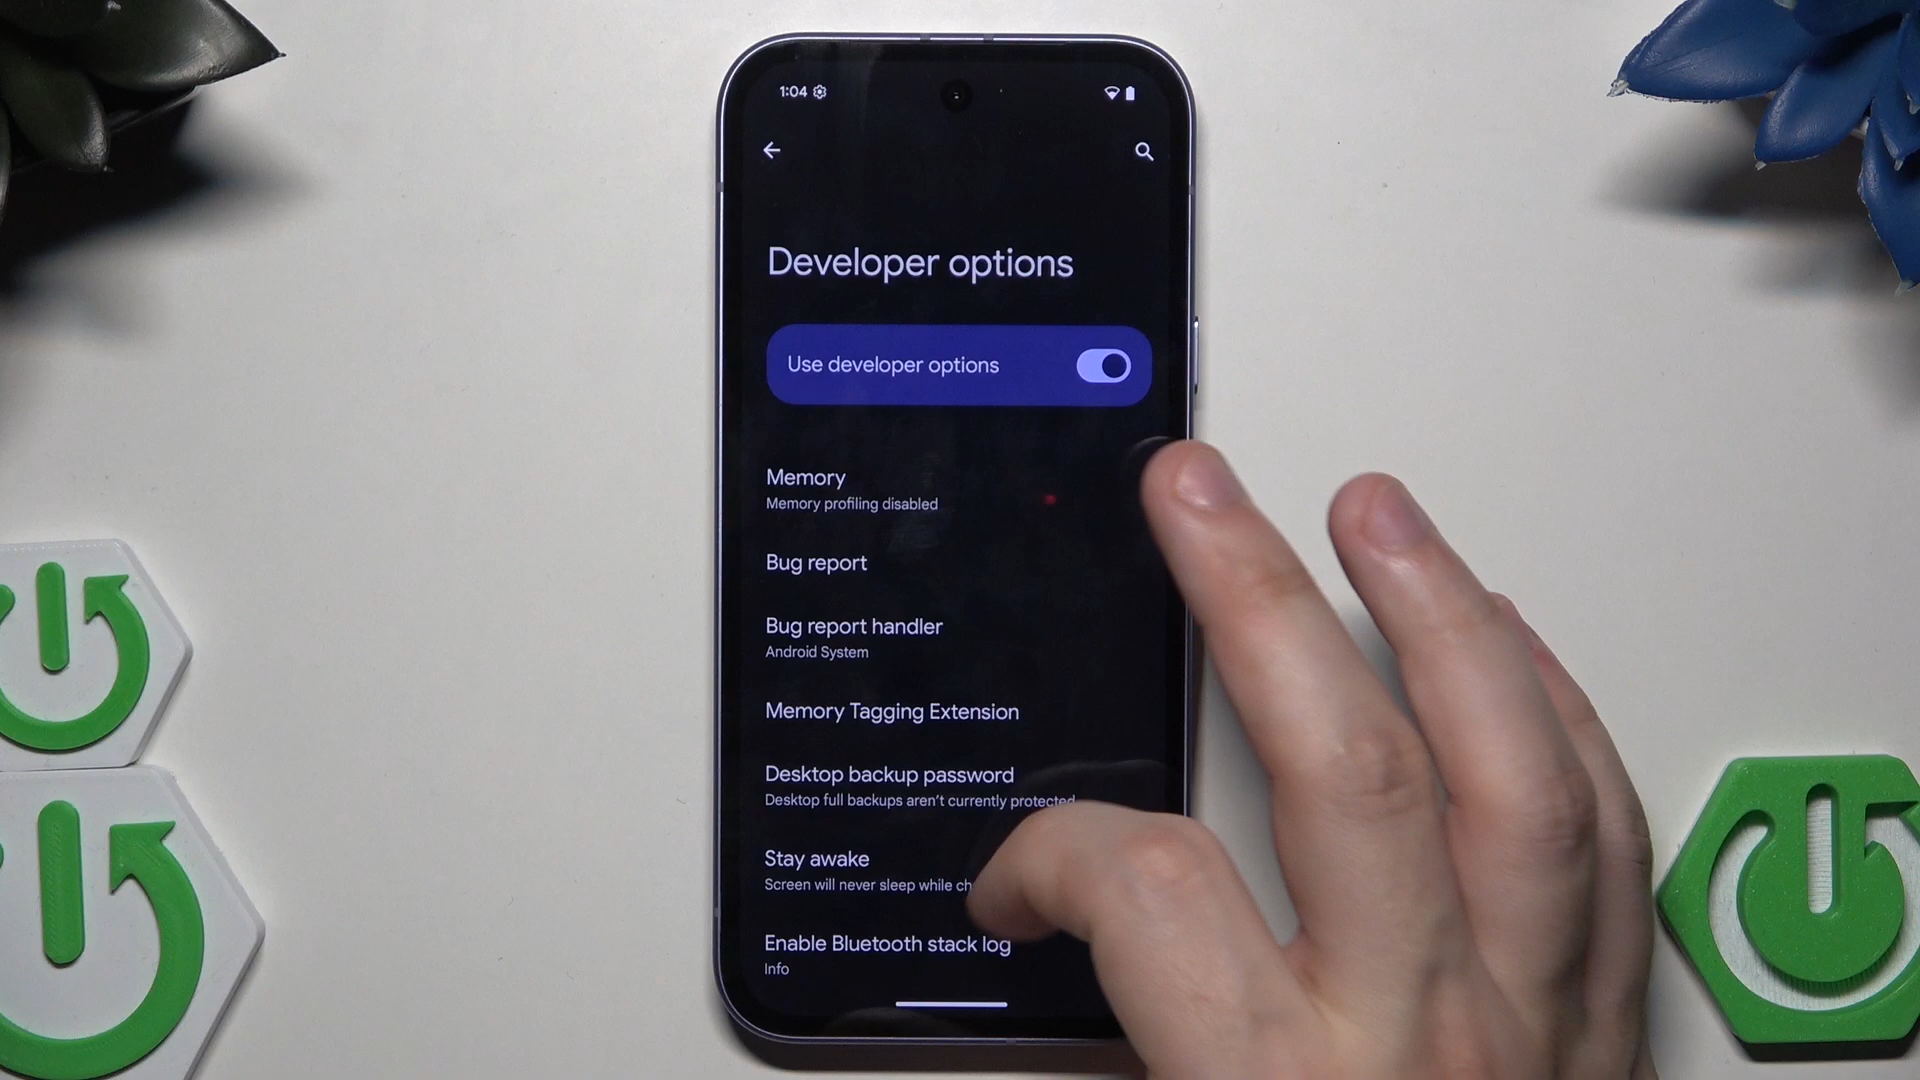 1:04
Developer options
Use developer options
Memory
Memory profiling disabled
Bug report
Bug report handler
Android System
Memory Tagging Extension
Desktop backup password
Desktop full backups aren't currently protected
Stay awake
Screen will never sleep while
Enable Bluetooth stack log
Info